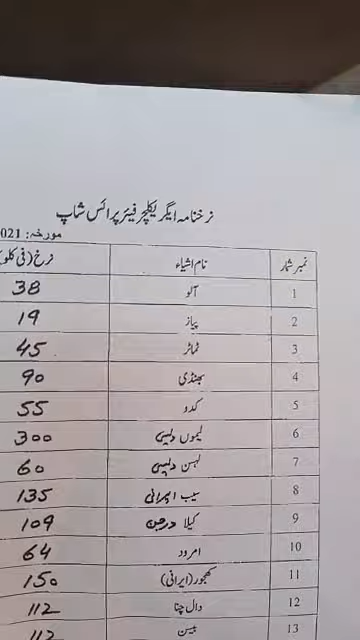 نرخنامہ ایگریکلچر فیئر پرائس شاپ
مورخہ: 021
نمبر شمار نام اشیاء نرخ (فی کلو)
1 آلو 38
2 پیاز 19
3 ٹماٹر 45
4 بھنڈی 90
5 کدو 55
6 لیموں دیسی 300
7 لہسن دیسی 60
8 سیب ایرانی 135
9 کیلا درجن 109
10 امرود 64
11 کھجور (ایرانی) 150
12 دال چنا 112
13 بیسن 112